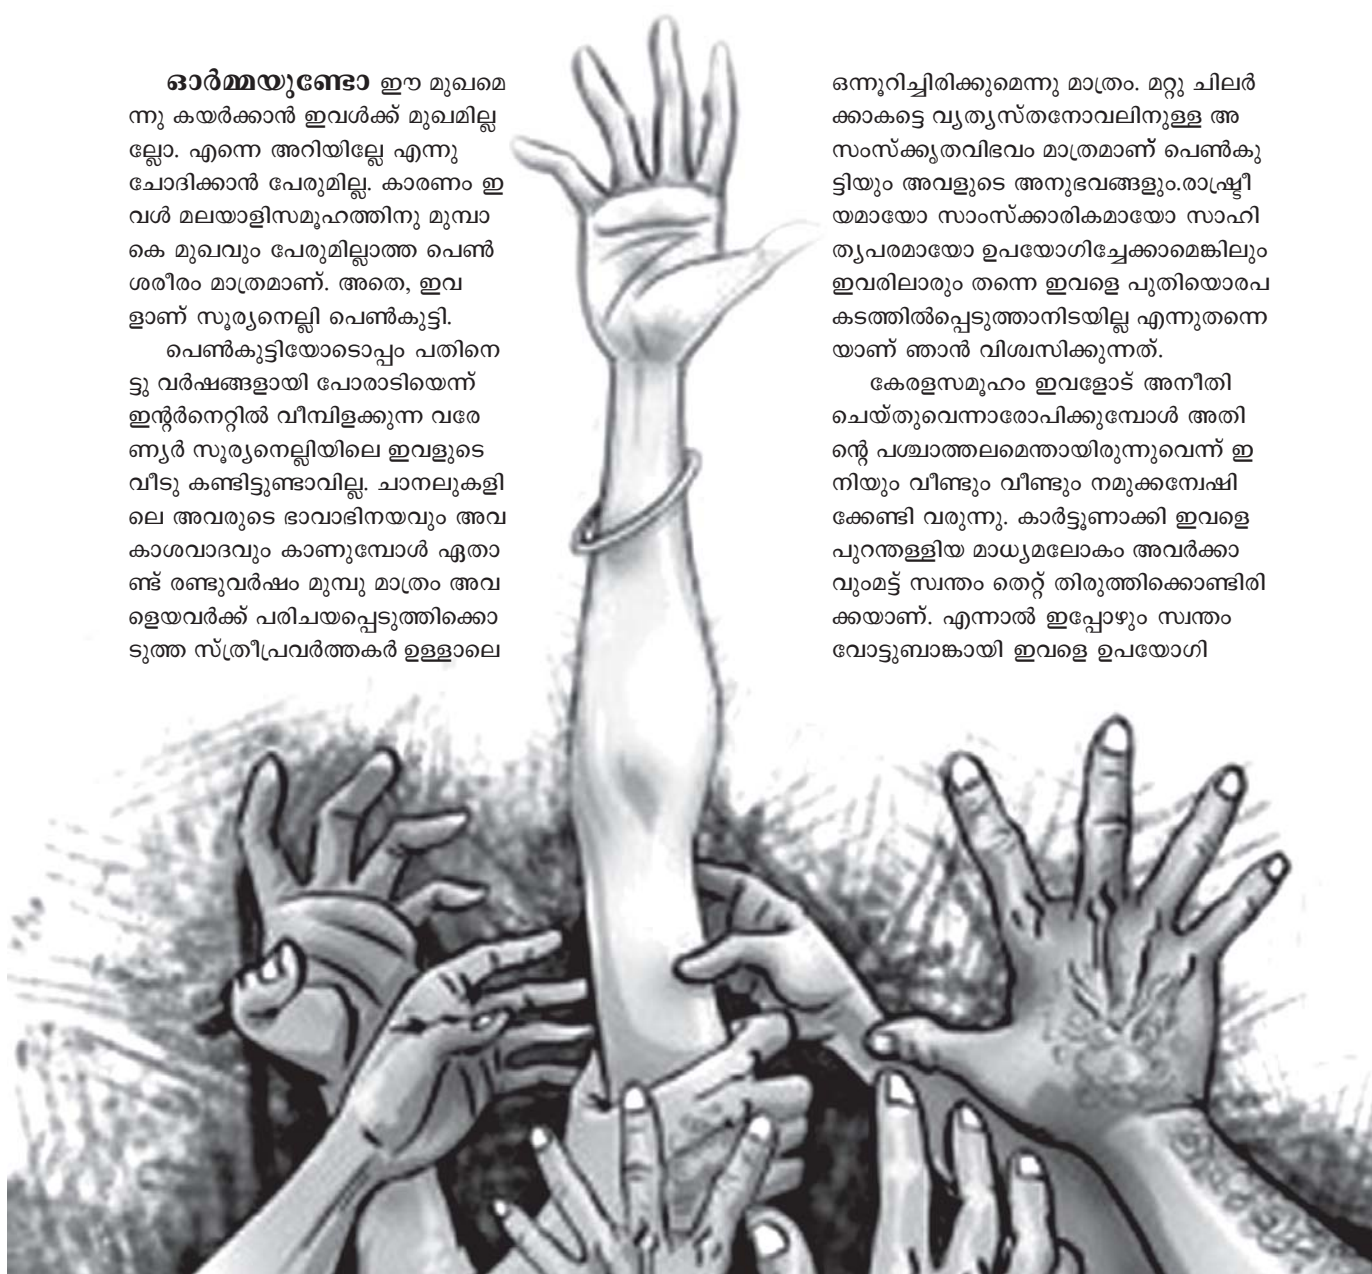 ഓർമ്മയുണ്ടോ ഈ മുഖമെ
ന്നു കയർക്കാൻ ഇവൾക്ക് മുഖമില്ല
ല്ലോ. എന്നെ അറിയില്ലേ എന്നു
ചോദിക്കാൻ പേരുമില്ല. കാരണം ഇ
വൾ മലയാളിസമൂഹത്തിനു മുമ്പാ
കെ മുഖവും പേരുമില്ലാത്ത പെൺ
ശരീരം മാത്രമാണ്. അതെ, ഇവ
ളാണ് സൂര്യനെല്ലി പെൺകുട്ടി.
പെൺകുട്ടിയോടൊപ്പം പതിനെ
ട്ടു വർഷങ്ങളായി പോരാടിയെന്ന്
ഇന്റർനെറ്റിൽ വീമ്പിളക്കുന്ന വരേ
ണ്യർ സൂര്യനെല്ലിയിലെ ഇവളുടെ
വീടു കണ്ടിട്ടുണ്ടാവില്ല. ചാനലുകളി
ലെ അവരുടെ ഭാവാഭിനയവും അവ
കാശവാദവും കാണുമ്പോൾ ഏതാ
ണ്ട് രണ്ടുവർഷം മുമ്പു മാത്രം അവ
ളെയവർക്ക് പരിചയപ്പെടുത്തിക്കൊ
ടുത്ത സ്ത്രീപ്രവർത്തകർ ഉള്ളാലെ
ഒന്നൂറിച്ചിരിക്കുമെന്നു മാത്രം. മറ്റു ചിലർ
ക്കാകട്ടെ വ്യത്യസ്തനോവലിനുള്ള അ
സംസ്ക്കൃതവിഭവം മാത്രമാണ് പെൺകു
ട്ടിയും അവളുടെ അനുഭവങ്ങളും.രാഷ്ട്രീ
യമായോ സാംസ്ക്കാരികമായോ സാഹി
ത്യപരമായോ ഉപയോഗിച്ചേക്കാമെങ്കിലും
ഇവരിലാരും തന്നെ ഇവളെ പുതിയൊരപ
കടത്തിൽപ്പെടുത്താനിടയില്ല എന്നുതന്നെ
യാണ് ഞാൻ വിശ്വസിക്കുന്നത്.
കേരളസമൂഹം ഇവളോട് അനീതി
ചെയ്തുവെന്നാരോപിക്കുമ്പോൾ അതി
ന്റെ പശ്ചാത്തലമെന്തായിരുന്നുവെന്ന് ഇ
നിയും വീണ്ടും വീണ്ടും നമുക്കന്വേഷി
ക്കേണ്ടി വരുന്നു. കാർട്ടൂണാക്കി ഇവളെ
പുറന്തള്ളിയ മാധ്യമലോകം അവർക്കാ
വുംമട്ട് സ്വന്തം തെറ്റ് തിരുത്തിക്കൊണ്ടിരി
ക്കയാണ്. എന്നാൽ ഇപ്പോഴും സ്വന്തം
വോട്ടുബാങ്കായി ഇവളെ ഉപയോഗി